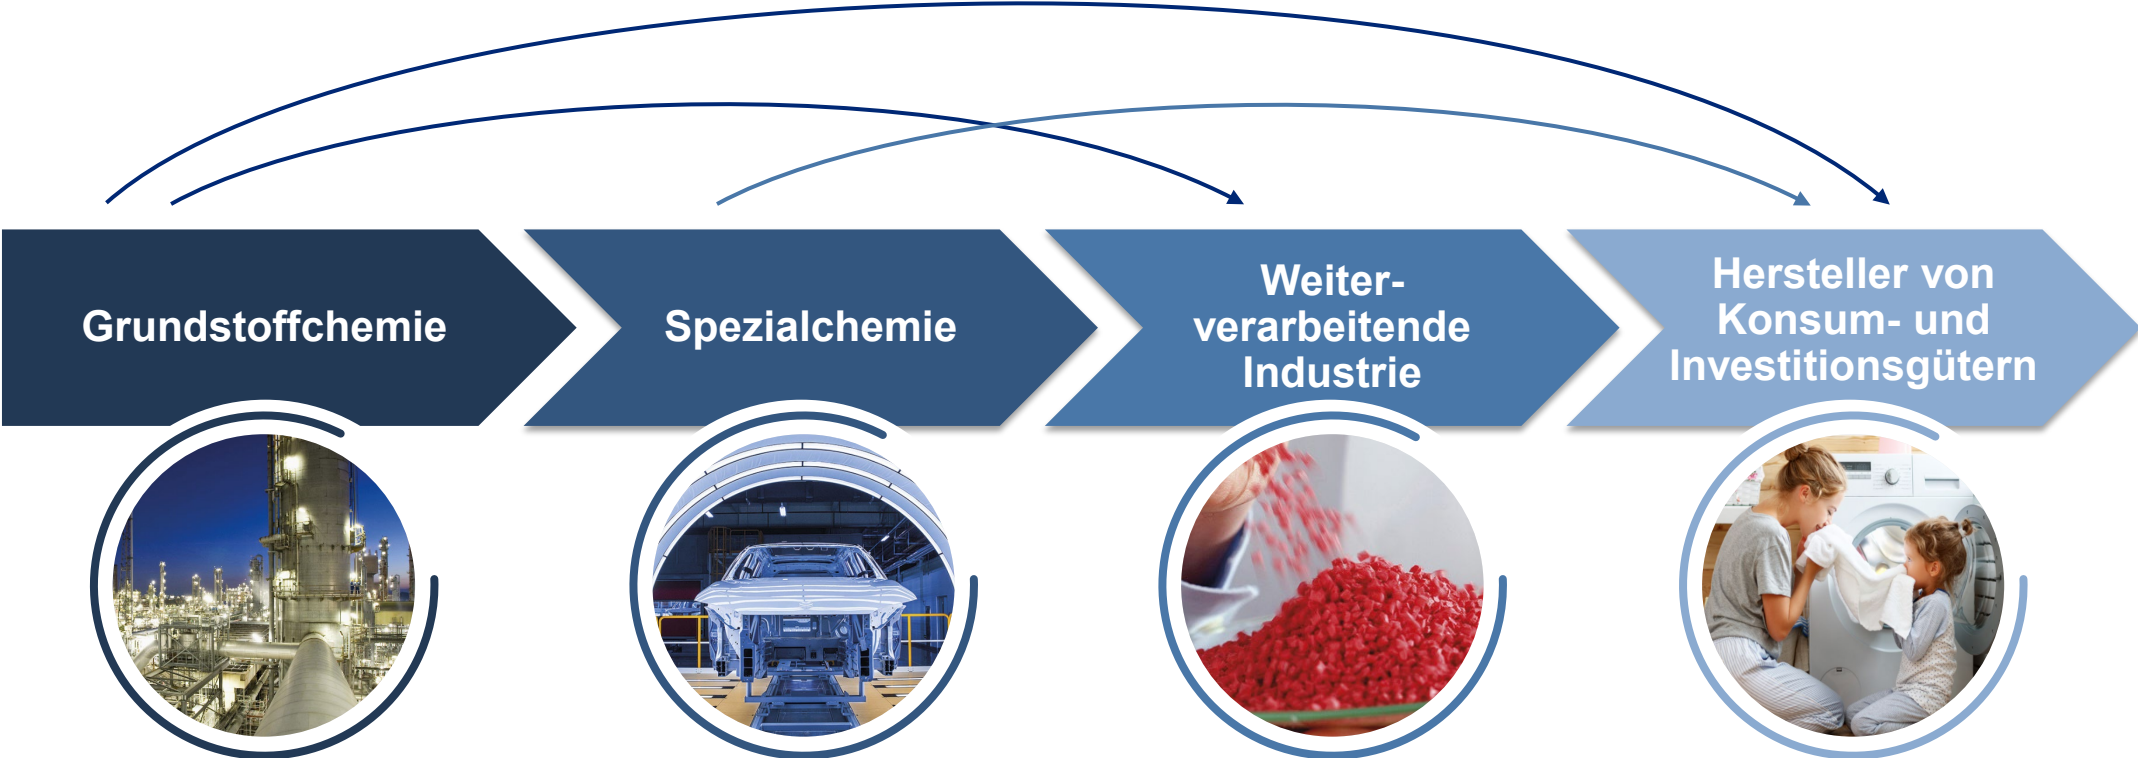 Grundstoffchemie
Spezialchemie
Weiter-
verarbeitende
Industrie
Hersteller von
Konsum- und
Investitionsgütern